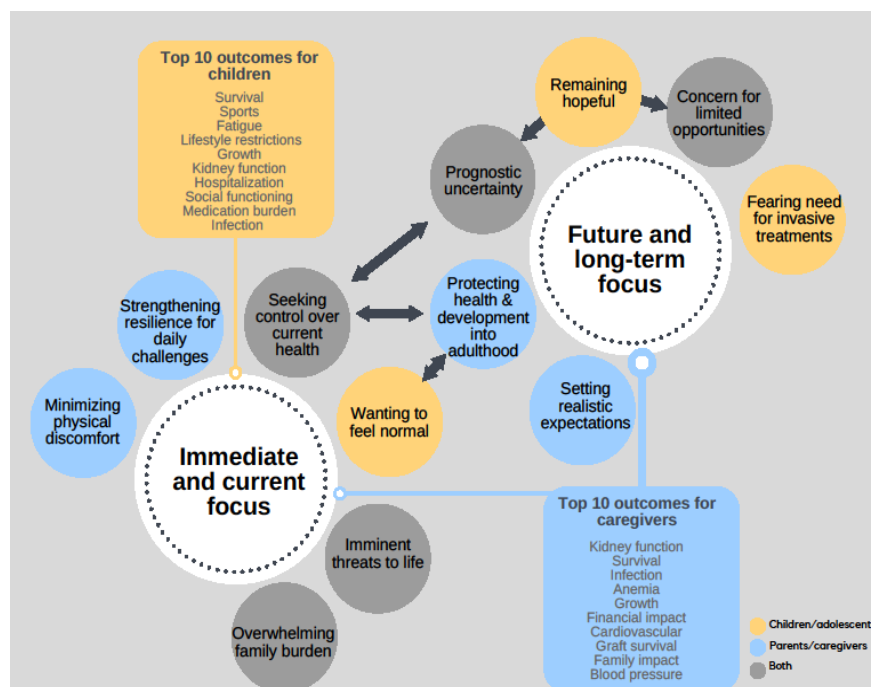 Top 10 outcomes for
children
Survival
Sports
Fatigue
Lifestyle restrictions
Growth
Kidney function
Hospitalization
Social functioning
Medication burden
Infection
Remaining
hopeful
Concern for
limited
opportunities
Prognostic
uncertainty
Fearing need
for invasive
treatments
Future and
long-term
focus
Strengthening
resilience for
daily
challenges
Seeking
control over
current
health
Protecting
health &
development
into
adulthood
Minimizing
physical
discomfort
Wanting to
feel normal
Setting
realistic
expectations
Immediate
and current
focus
Imminent
threats to life
Overwhelming
family burden
Top 10 outcomes for
caregivers
Kidney function
Survival
Infection
Anemia
Growth
Financial impact
Cardiovascular
Graft survival
Family impact
Blood pressure
Children/adolescent
Parents/caregivers
Both